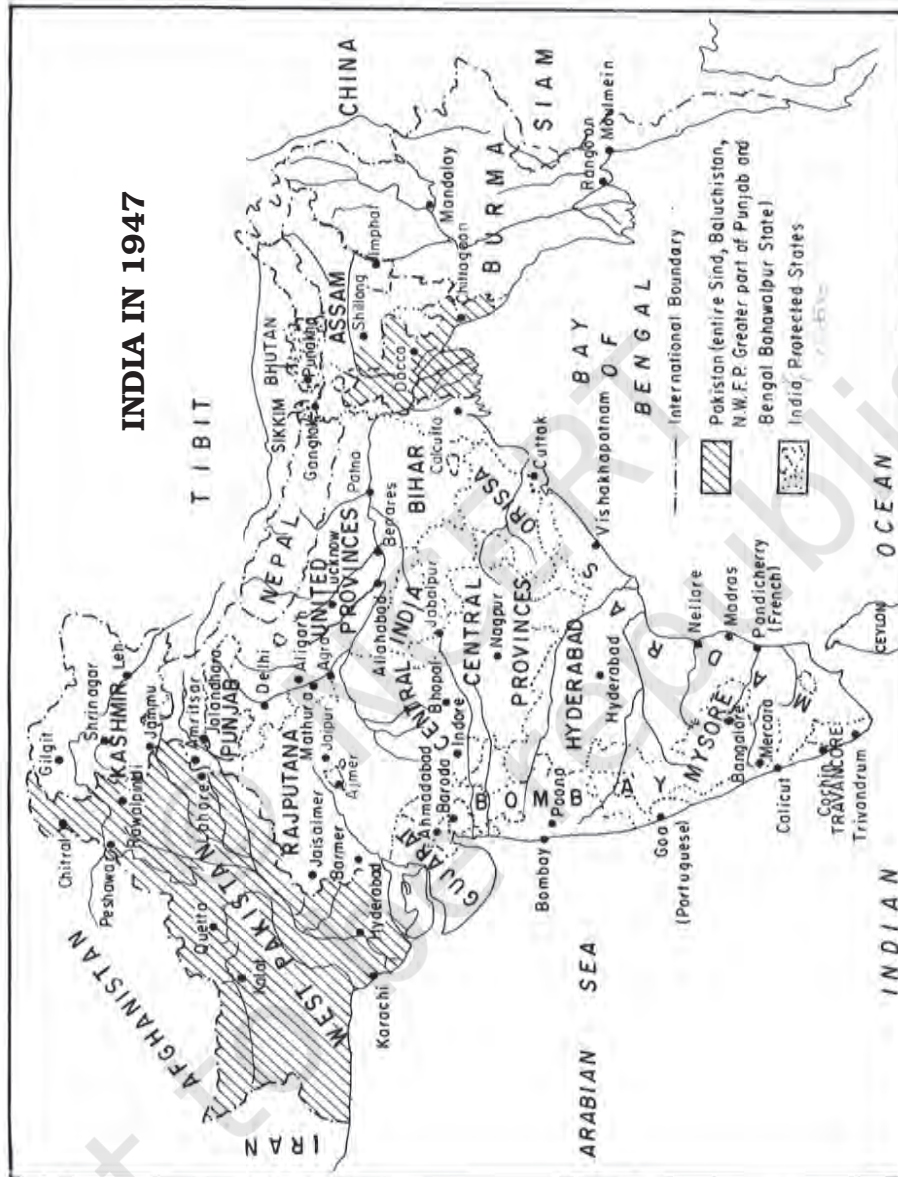 INDIA IN 1947
TIBIT
CHINA
AFGHANISTAN
IRAN
Chitral
Gilgit
Shrinagar
Leh
KASHMIR
Peshawar
Rawalpindi
Jammu
Amritsar
Jalandhara
Lahore
PUNJAB
Quetta
Kalat
WEST PAKISTAN
Karachi
Hyderabad
Delhi
Aligarh
Mathura
Agra
RAJPUTANA
Jaipur
Jaisalmer
Ajmer
Barmer
NEPAL
Lucknow
UNITED
PROVINCES
Allahabad
Benares
Patna
SIKKIM
BHUTAN
Gangtok
Punakha
ASSAM
Shillong
Imphal
Dacca
Chittagaon
Mandalay
BURMA
SIAM
Rangoon
Moulmein
BIHAR
Calcutta
CENTRAL INDIA
Jabalpur
Bhopal
Indore
Ahmadabad
Baroda
GUJARAT
CENTRAL
PROVINCES
Nagpur
ORISSA
Cuttak
Vishakhapatnam
BAY
OF
BENGAL
BOMBAY
Bombay
Poona
HYDERABAD
Hyderabad
Goa
(Portuguese)
MADRAS
MYSORE
Bangalore
Mercara
Nellore
Madras
Pondicherry
(French)
Calicut
Cochin
TRAVANCORE
Trivandrum
CEYLON
ARABIAN SEA
INDIAN OCEAN
International Boundary
Pakistan (entire Sind, Baluchistan,
N.W.F.P. Greater part of Punjab and
Bengal Bahawalpur State)
India, Protected States